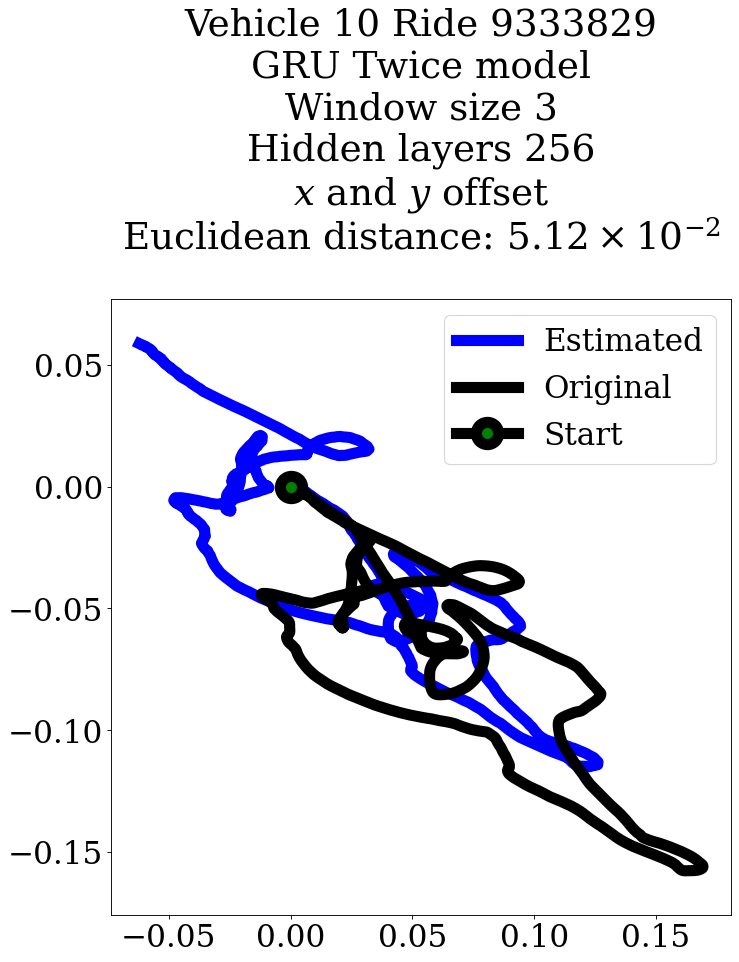 Vehicle 10 Ride 9333829
GRU Twice model
Window size 3
Hidden layers 256
x and y offset
Euclidean distance: 5.12 × 10⁻²
Estimated
Original
Start
0.05
0.00
−0.05
−0.10
−0.15
−0.05 0.00 0.05 0.10 0.15